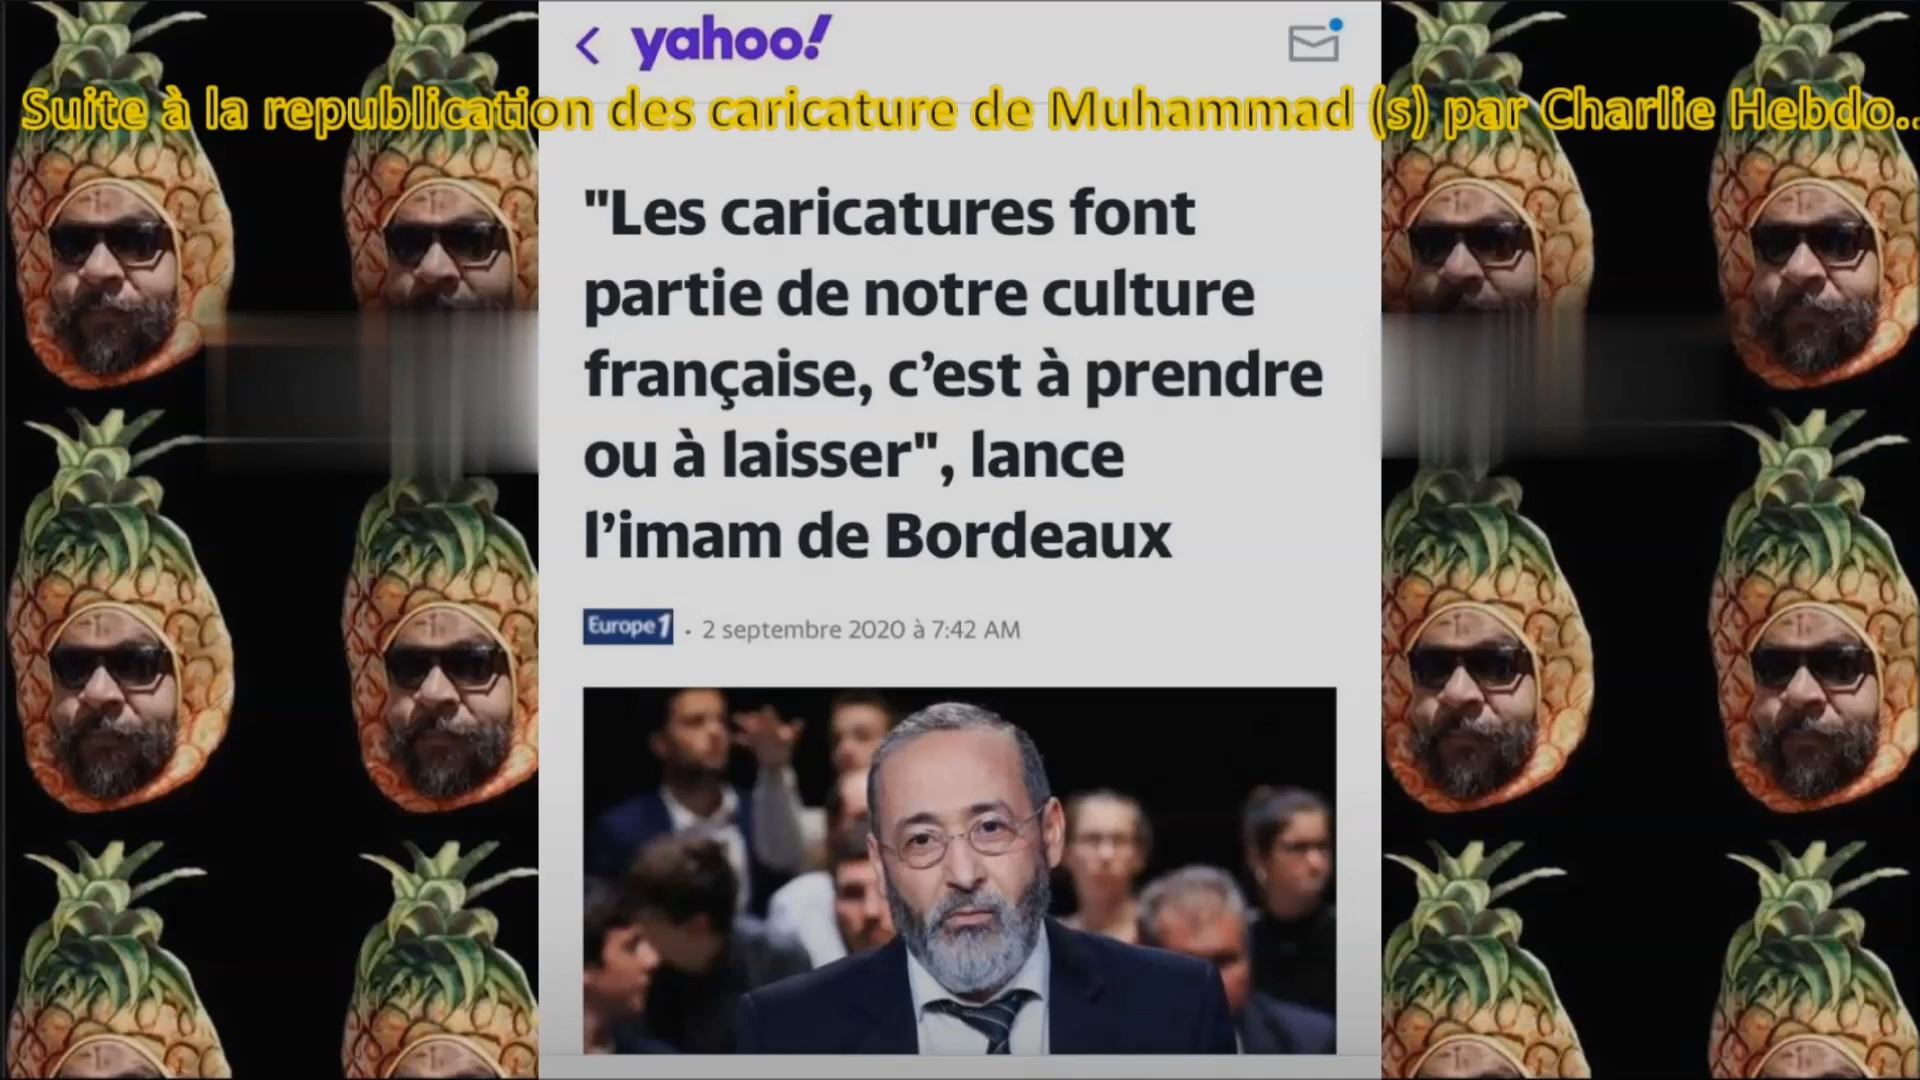 yahoo!
Suite à la republication des caricature de Muhammad (s) par Charlie Hebdo..
"Les caricatures font
partie de notre culture
française, c’est à prendre
ou à laisser", lance
l’imam de Bordeaux
Europe 1 · 2 septembre 2020 à 7:42 AM